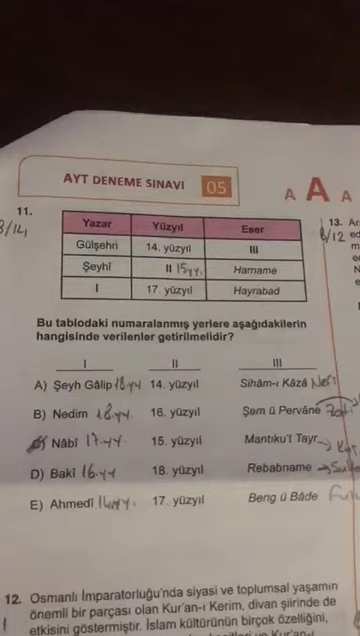 AYT DENEME SINAVI 05
A A A
11.
Yazar Yüzyıl Eser
Gülşehri 14. yüzyıl III
Şeyhî II 15.yy. Harname
I 17. yüzyıl Hayrabad
Bu tablodaki numaralanmış yerlere aşağıdakilerin
hangisinde verilenler getirilmelidir?
I II III
A) Şeyh Gâlip 18.yy 14. yüzyıl Sihâm-ı Kâzâ
B) Nedim 18.yy. 16. yüzyıl Şem ü Pervâne
Nâbî 17.yy. 15. yüzyıl Mantıku't Tayr
D) Bakî 16.yy 18. yüzyıl Rebabname
E) Ahmedî 14.yy. 17. yüzyıl Beng ü Bâde
12. Osmanlı İmparatorluğu'nda siyasi ve toplumsal yaşamın
önemli bir parçası olan Kur'an-ı Kerim, divan şiirinde de
etkisini göstermiştir. İslam kültürünün birçok özelliğini,
13. Ar